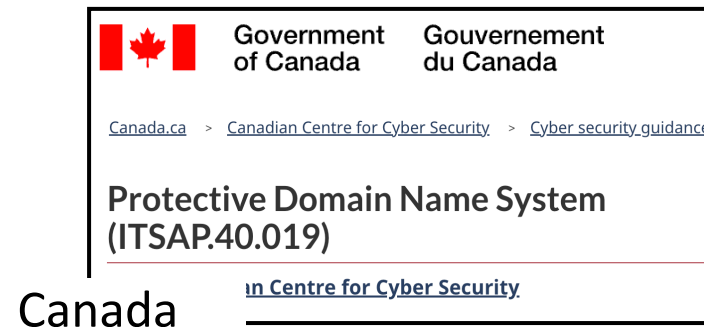 Government Gouvernement
of Canada du Canada
Canada.ca > Canadian Centre for Cyber Security > Cyber security guidance
Protective Domain Name System
(ITSAP.40.019)
an Centre for Cyber Security
Canada